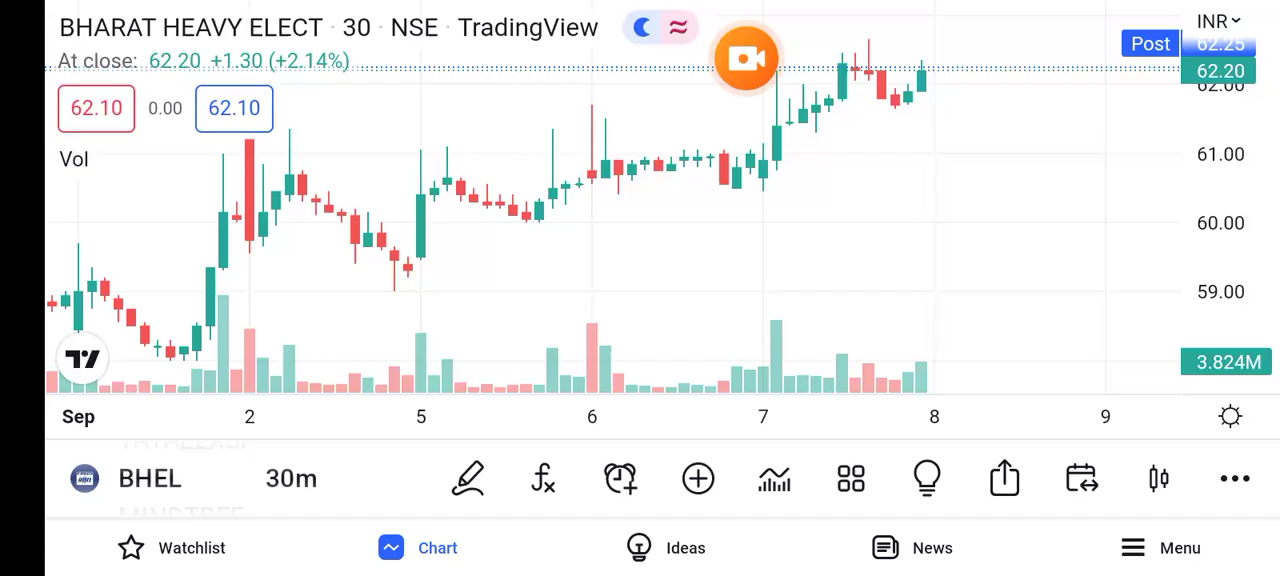 BHARAT HEAVY ELECT · 30 · NSE · TradingView
INR
Post 62.25
At close: 62.20 +1.30 (+2.14%)
62.20
62.00
62.10 0.00 62.10
Vol
61.00
60.00
59.00
3.824M
Sep 2 5 6 7 8 9
BHEL 30m
Watchlist Chart Ideas News Menu